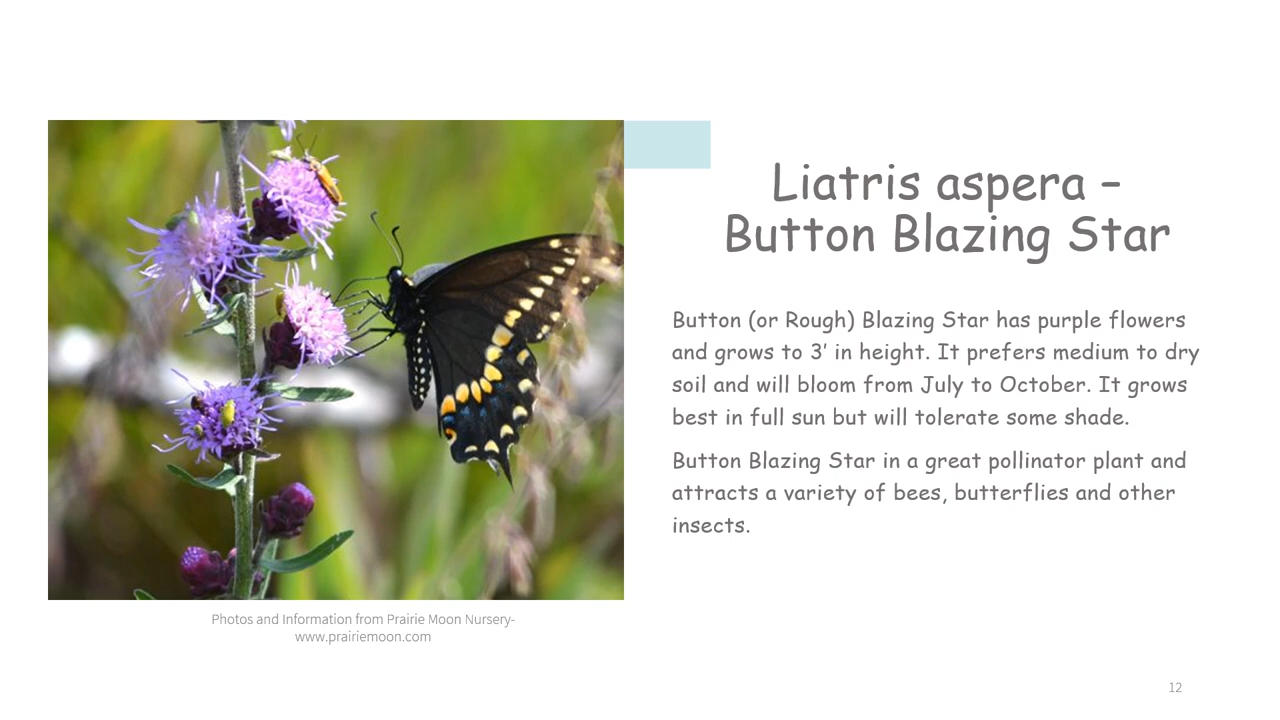 Liatris aspera –
Button Blazing Star
Button (or Rough) Blazing Star has purple flowers
and grows to 3’ in height. It prefers medium to dry
soil and will bloom from July to October. It grows
best in full sun but will tolerate some shade.
Button Blazing Star in a great pollinator plant and
attracts a variety of bees, butterflies and other
insects.
Photos and Information from Prairie Moon Nursery-
www.prairiemoon.com
12